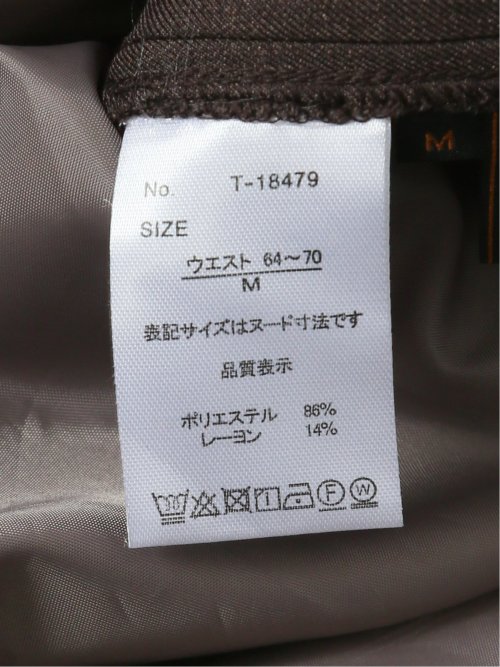 No. T-18479
SIZE
ウエスト 64～70
M
表記サイズはヌード寸法です
品質表示
ポリエステル 86%
レーヨン 14%
30 F W
M